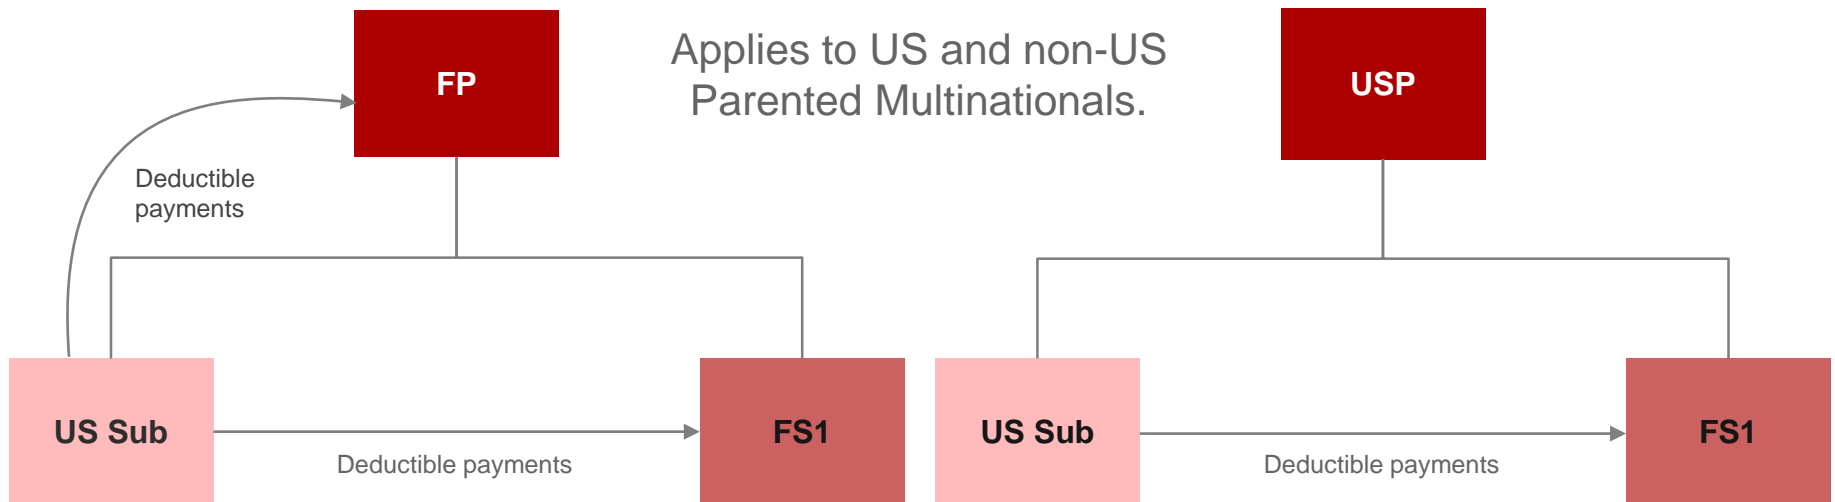 Applies to US and non-US
Parented Multinationals.
FP
Deductible
payments
US Sub
Deductible payments
FS1
USP
US Sub
Deductible payments
FS1